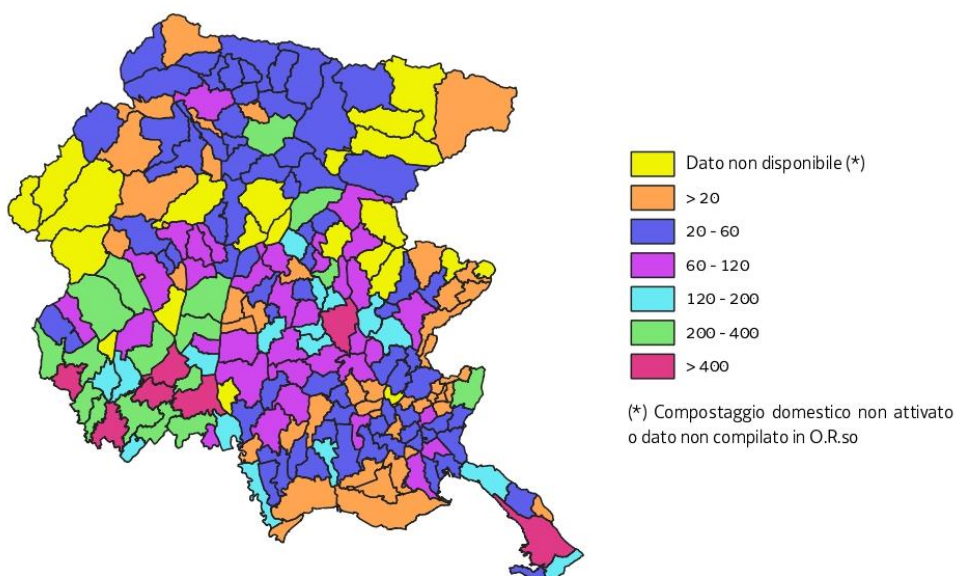 Dato non disponibile (*)
> 20
20 - 60
60 - 120
120 - 200
200 - 400
> 400
(*) Compostaggio domestico non attivato
o dato non compilato in O.R.so